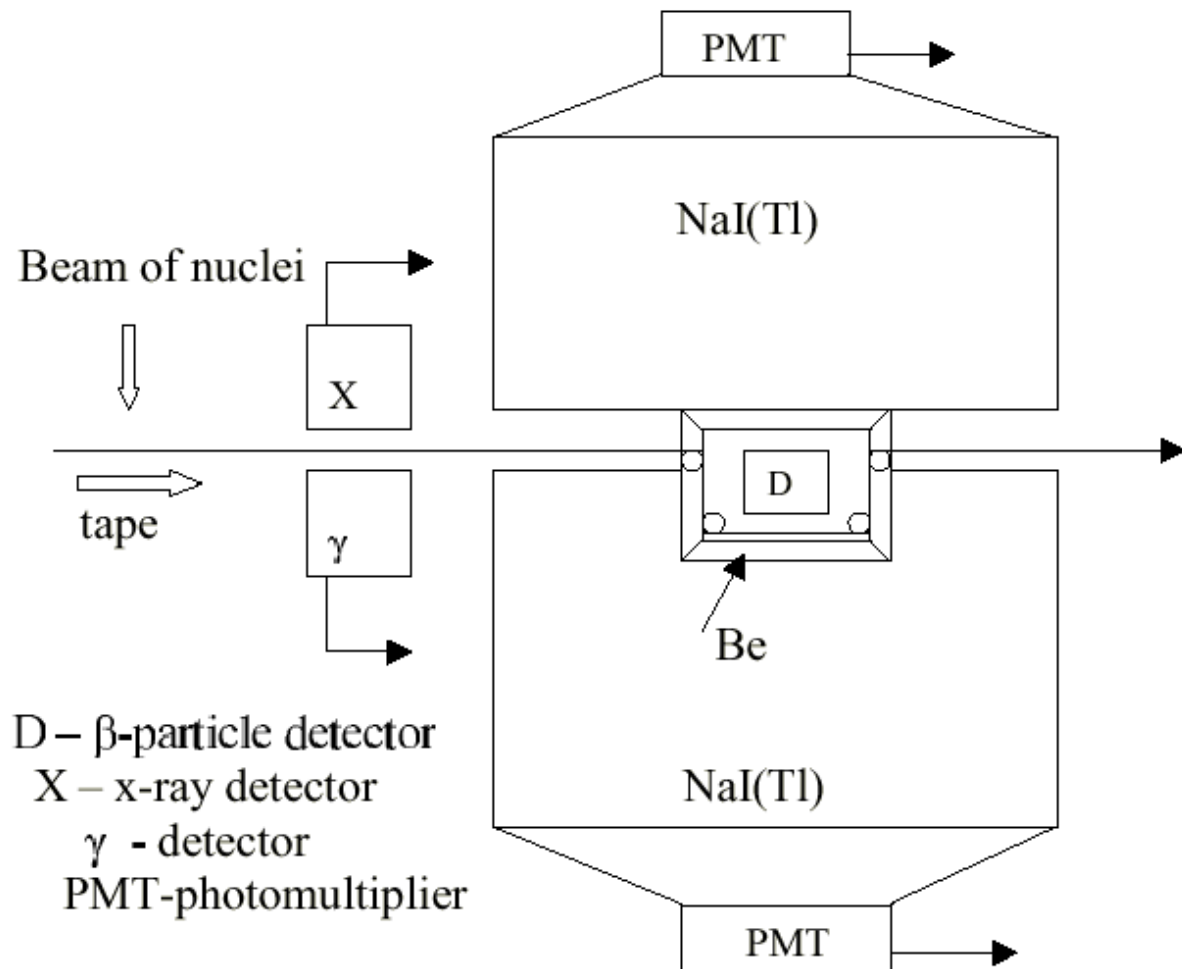 PMT
NaI(Tl)
Beam of nuclei
X
D
tape
γ
Be
D – β-particle detector
X – x-ray detector
γ - detector
PMT-photomultiplier
NaI(Tl)
PMT